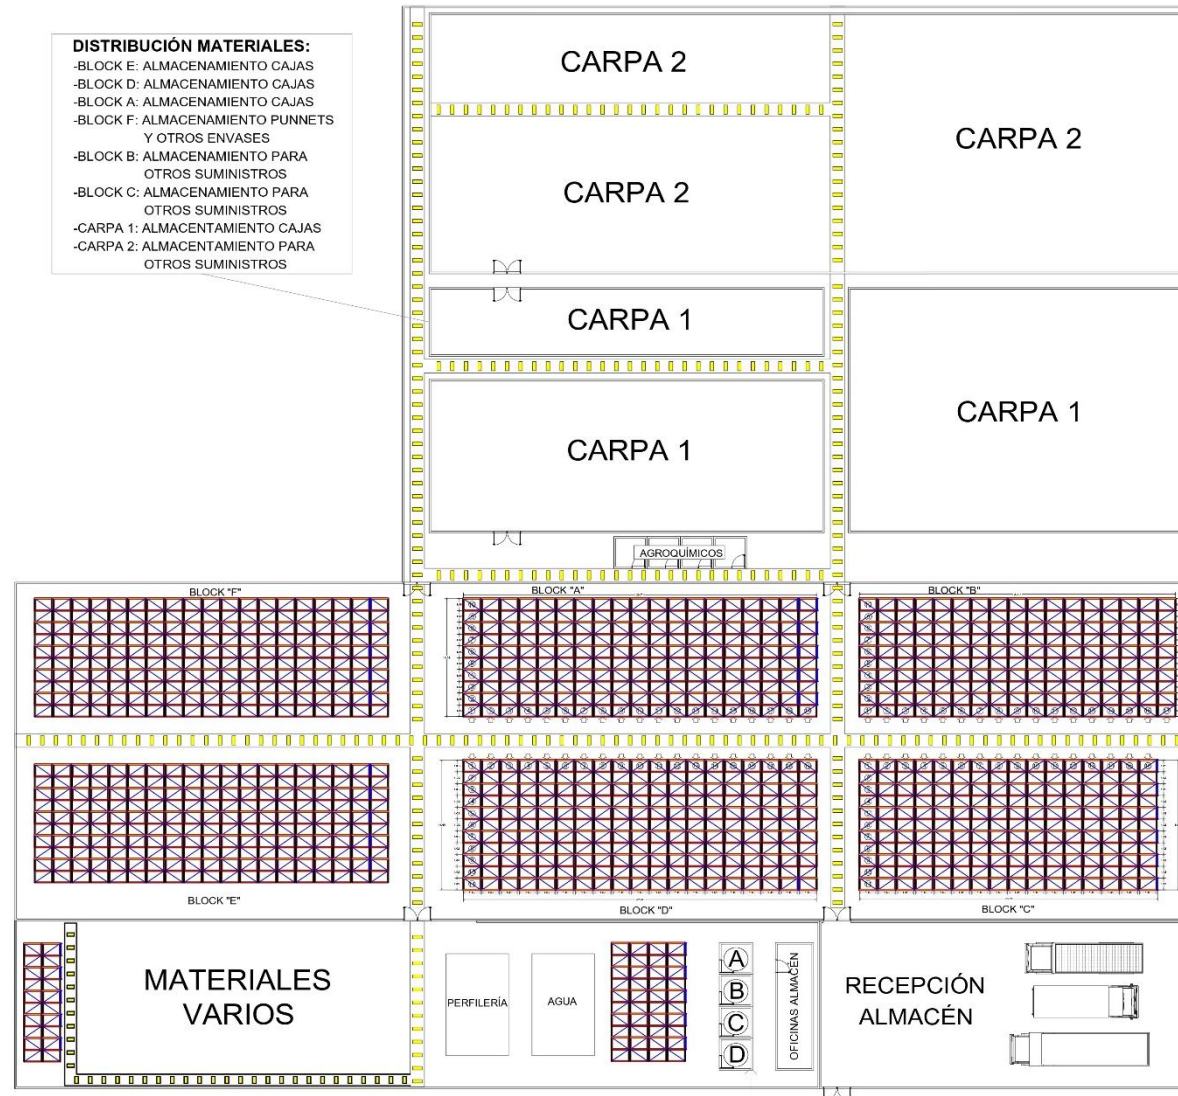 DISTRIBUCIÓN MATERIALES:
-BLOCK E: ALMACENAMIENTO CAJAS
-BLOCK D: ALMACENAMIENTO CAJAS
-BLOCK A: ALMACENAMIENTO CAJAS
-BLOCK F: ALMACENAMIENTO PUNNETS
Y OTROS ENVASES
-BLOCK B: ALMACENAMIENTO PARA
OTROS SUMINISTROS
-BLOCK C: ALMACENAMIENTO PARA
OTROS SUMINISTROS
-CARPA 1: ALMACENTAMIENTO CAJAS
-CARPA 2: ALMACENTAMIENTO PARA
OTROS SUMINISTROS
CARPA 2
CARPA 2
CARPA 2
CARPA 1
CARPA 1
CARPA 1
AGROQUÍMICOS
BLOCK "F"
BLOCK "A"
BLOCK "B"
BLOCK "E"
BLOCK "D"
BLOCK "C"
MATERIALES
VARIOS
PERFILERÍA
AGUA
A
B
C
D
OFICINAS ALMACÉN
RECEPCIÓN
ALMACÉN